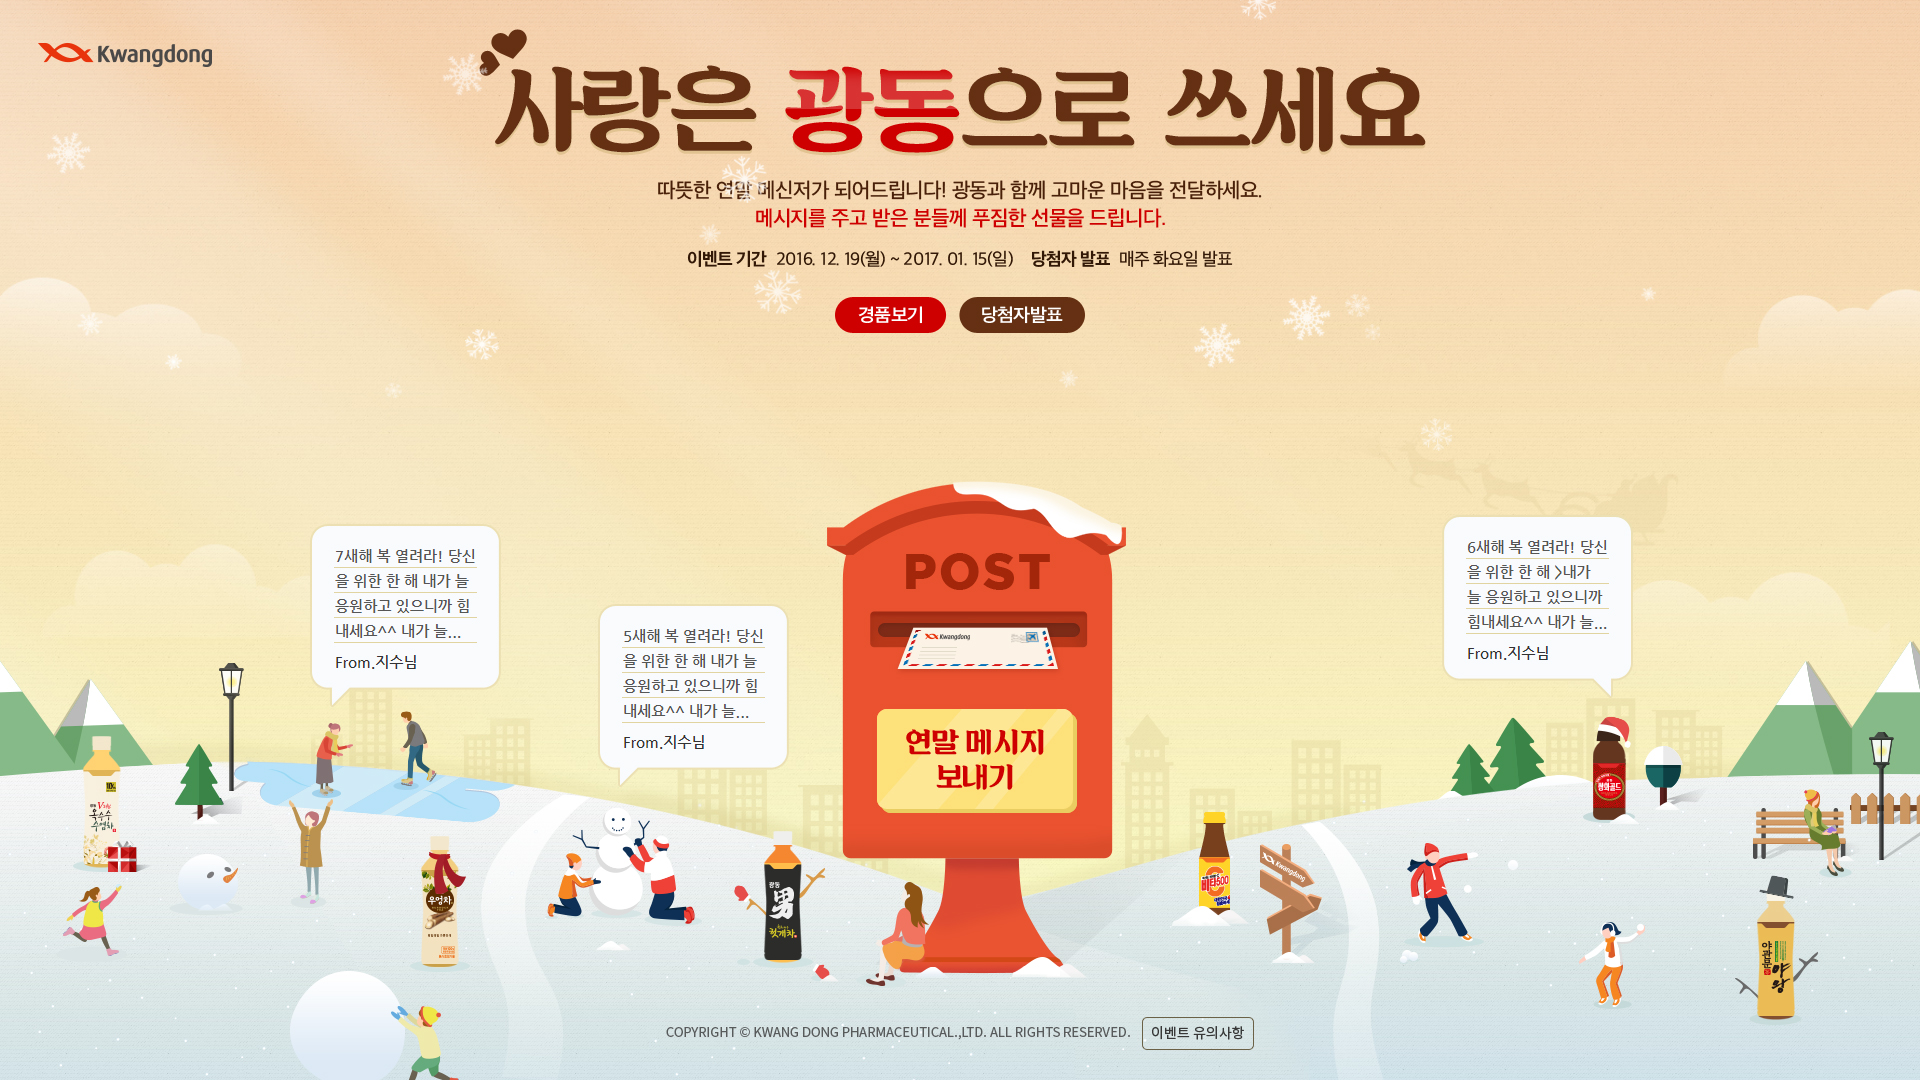 Kwangdong
사랑은 광동으로 쓰세요
따뜻한 연말 메신저가 되어드립니다! 광동과 함께 고마운 마음을 전달하세요.
메시지를 주고 받은 분들께 푸짐한 선물을 드립니다.
이벤트 기간 2016. 12. 19(월) ~ 2017. 01. 15(일) 당첨자 발표 매주 화요일 발표
경품보기 당첨자발표
7새해 복 열려라! 당신
을 위한 한 해 내가 늘
응원하고 있으니까 힘
내세요^^ 내가 늘...
From.지수님
5새해 복 열려라! 당신
을 위한 한 해 내가 늘
응원하고 있으니까 힘
내세요^^ 내가 늘...
From.지수님
POST
Kwangdong
연말 메시지
보내기
6새해 복 열려라! 당신
을 위한 한 해 >내가
늘 응원하고 있으니까
힘내세요^^ 내가 늘...
From.지수님
옥수수
수염차
우엉차
광동
男
헛개차
비타500
Kwangdong
쌍화골드
야관문
야왕
COPYRIGHT © KWANG DONG PHARMACEUTICAL.,LTD. ALL RIGHTS RESERVED.
이벤트 유의사항